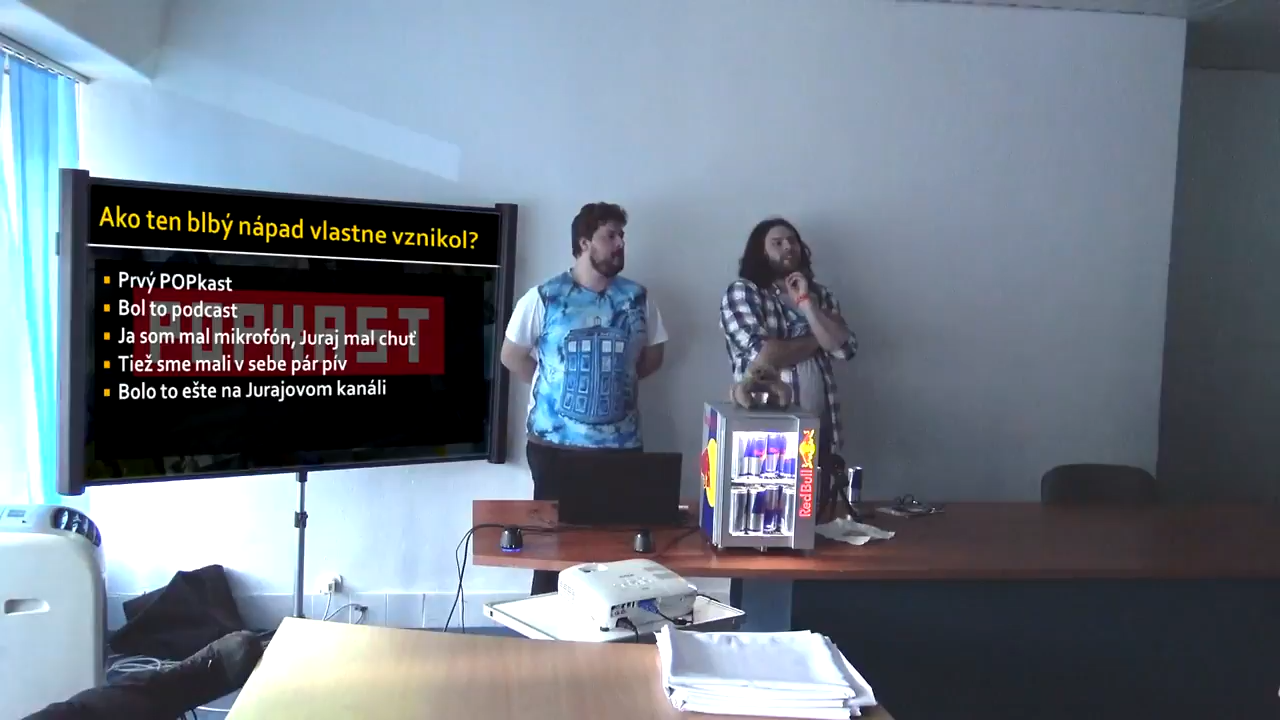 Ako ten blbý nápad vlastne vznikol?
Prvý POPkast
Bol to podcast
Ja som mal mikrofón, Juraj mal chuť
Tiež sme mali v sebe pár pív
Bolo to ešte na Jurajovom kanáli
POPKAST
Red Bull